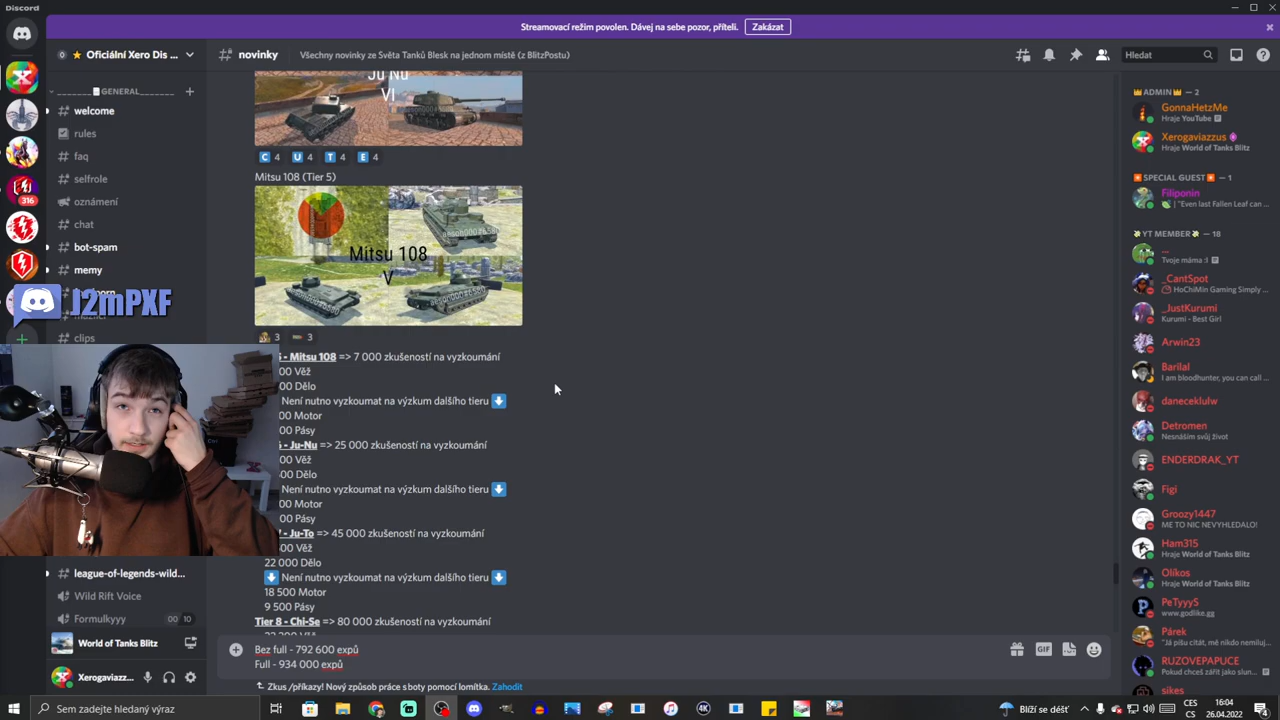 Discord
Streamovací režim povolen. Dávej na sebe pozor, příteli.
Zakázat
Oficiální Xero Dis ...
novinky
Všechny novinky ze Světa Tanků Blesk na jednom místě (z BlitzPostu)
Hledat
GENERAL
welcome
rules
faq
selfrole
oznámení
chat
bot-spam
memy
J2mPXF
clips
316
league-of-legends-wild...
Wild Rift Voice
Formulkyyy
00 10
World of Tanks Blitz
Xerogaviazz...
Ju Nu
VI
C 4 U 4 T 4 E 4
Mitsu 108 (Tier 5)
Mitsu 108
V
3 3
- Mitsu 108 => 7 000 zkušeností na vyzkoumání
00 Věž
00 Dělo
Není nutno vyzkoumat na výzkum dalšího tieru
00 Motor
00 Pásy
- Ju-Nu => 25 000 zkušeností na vyzkoumání
00 Věž
00 Dělo
Není nutno vyzkoumat na výzkum dalšího tieru
00 Motor
00 Pásy
- Ju-To => 45 000 zkušeností na vyzkoumání
00 Věž
22 000 Dělo
Není nutno vyzkoumat na výzkum dalšího tieru
18 500 Motor
9 500 Pásy
Tier 8 - Chi-Se => 80 000 zkušeností na vyzkoumání
Bez full - 792 600 expů
Full - 934 000 expů
GIF
Zkus /příkazy! Nový způsob práce s boty pomocí lomítka. Zahodit
ADMIN — 2
GonnaHetzMe
Hraje YouTube
Xerogaviazzus
Hraje World of Tanks Blitz
SPECIAL GUEST — 1
Filiponin
"Even last Fallen Leaf can ...
YT MEMBER — 18
...
Tvoje máma :I
_CantSpot
HoChiMin Gaming Simply ...
_JustKurumi
Kurumi - Best Girl
Arwin23
Barilal
I am bloodhunter, you can call ...
daneceklulw
Detromen
Nesnáším svůj život
ENDERDRAK_YT
Figi
Groozy1447
ME TO NIC NEVYHLEDALO!
Ham315
Hraje World of Tanks Blitz
Olíkos
Hraje World of Tanks Blitz
PeTyyyS
www.godlike.gg
Párek
"Já píšu citát, mě nikdo nemiluj...
RUZOVEPAPUCE
Pokud chceš zářit jako slun...
sikes
Sem zadejte hledaný výraz
Blíží se déšť
CES
CS
16:04
26.04.2022